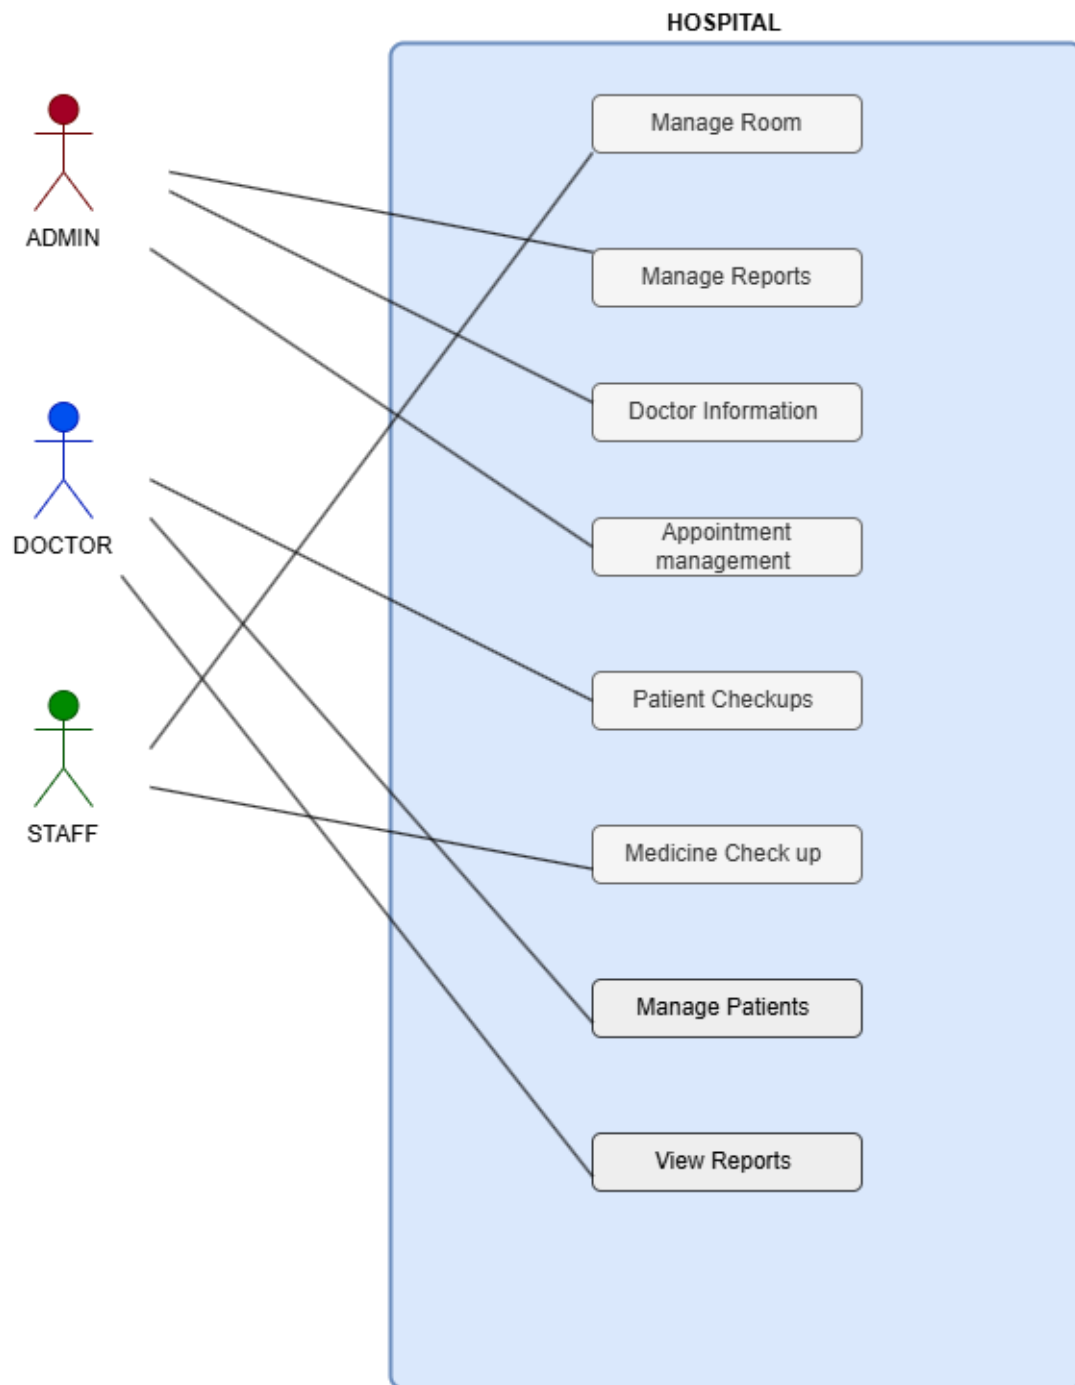 HOSPITAL
ADMIN
DOCTOR
STAFF
Manage Room
Manage Reports
Doctor Information
Appointment
management
Patient Checkups
Medicine Check up
Manage Patients
View Reports